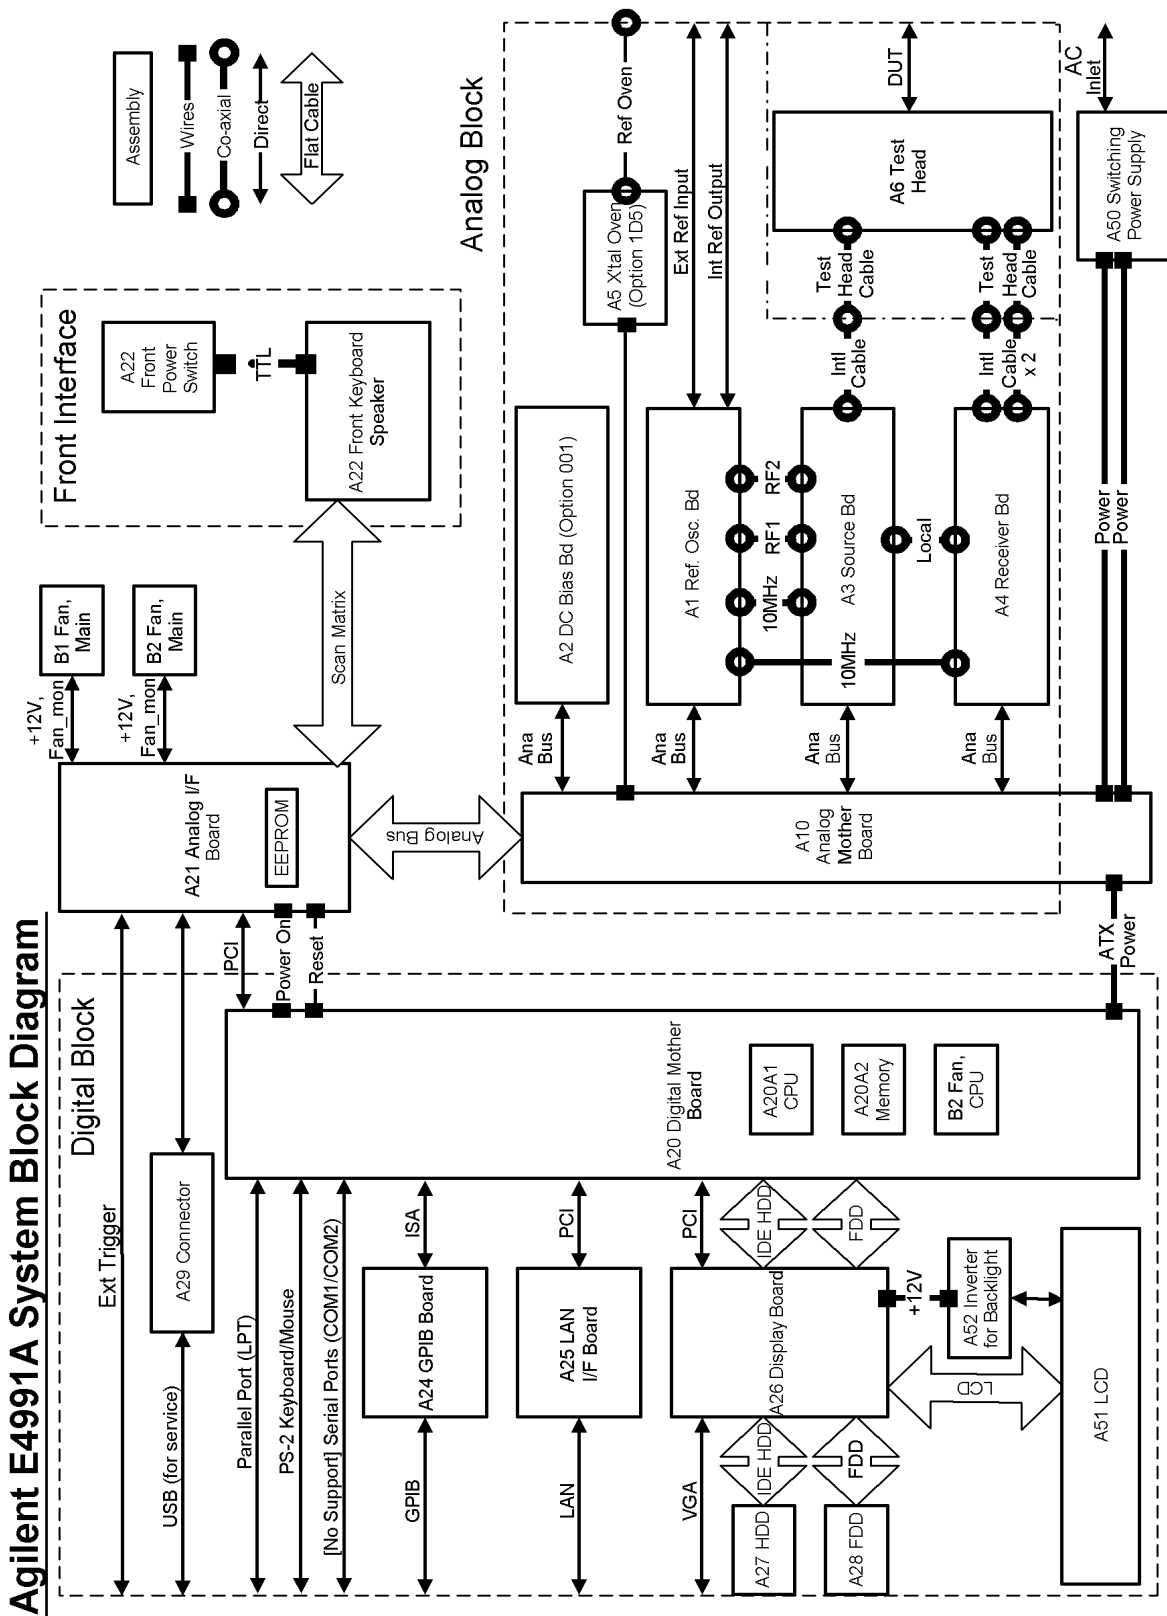 Agilent E4991A System Block Diagram
Digital Block
Ext Trigger
USB (for service)
A29 Connector
Parallel Port (LPT)
PS-2 Keyboard/Mouse
[No Support] Serial Ports (COM1/COM2)
GPIB
A24 GPIB Board
ISA
LAN
A25 LAN
I/F Board
PCI
VGA
A26 Display Board
PCI
A27 HDD
IDE HDD
IDE HDD
A28 FDD
FDD
FDD
LCD
+12V
A52 Inverter
for Backlight
A51 LCD
A20 Digital Mother
Board
A20A1
CPU
A20A2
Memory
B2 Fan,
CPU
IPCI
Power On
Reset
ATX
Power
A21 Analog I/F
Board
EEPROM
+12V,
Fan_mon
B1 Fan,
Main
+12V,
Fan_mon
B2 Fan,
Main
Scan Matrix
Analog Bus
Front Interface
A22
Front
Power
Switch
TTL
A22 Front Keyboard
Speaker
Assembly
Wires
Co-axial
Direct
Flat Cable
Analog Block
A10
Analog
Mother
Board
Ana
Bus
A2 DC Bias Bd (Option 001)
A5 X'tal Oven
(Option 1D5)
Ref Oven
Ana
Bus
A1 Ref. Osc. Bd
Ext Ref Input
Int Ref Output
10MHz
RF1
RF2
10MHz
Ana
Bus
A3 Source Bd
Intl
Cable
Test
Head
Cable
Local
Ana
Bus
A4 Receiver Bd
Intl
Cable
x 2
Test
Head
Cable
A6 Test
Head
DUT
Power
Power
A50 Switching
Power Supply
AC
Inlet